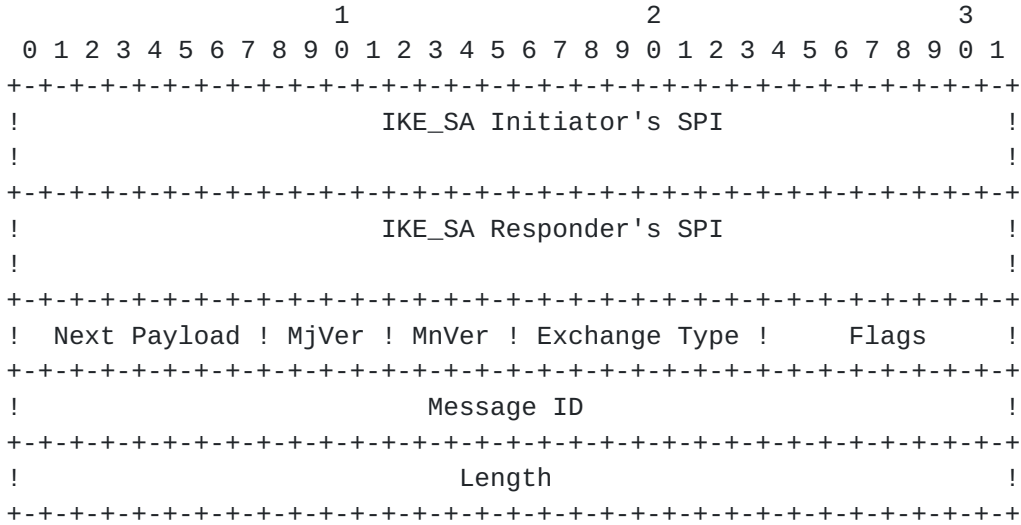 1                   2                   3
 0 1 2 3 4 5 6 7 8 9 0 1 2 3 4 5 6 7 8 9 0 1 2 3 4 5 6 7 8 9 0 1
+-+-+-+-+-+-+-+-+-+-+-+-+-+-+-+-+-+-+-+-+-+-+-+-+-+-+-+-+-+-+-+-+
!                       IKE_SA Initiator's SPI                  !
!                                                               !
+-+-+-+-+-+-+-+-+-+-+-+-+-+-+-+-+-+-+-+-+-+-+-+-+-+-+-+-+-+-+-+-+
!                       IKE_SA Responder's SPI                  !
!                                                               !
+-+-+-+-+-+-+-+-+-+-+-+-+-+-+-+-+-+-+-+-+-+-+-+-+-+-+-+-+-+-+-+-+
!  Next Payload ! MjVer ! MnVer ! Exchange Type !     Flags     !
+-+-+-+-+-+-+-+-+-+-+-+-+-+-+-+-+-+-+-+-+-+-+-+-+-+-+-+-+-+-+-+-+
!                          Message ID                           !
+-+-+-+-+-+-+-+-+-+-+-+-+-+-+-+-+-+-+-+-+-+-+-+-+-+-+-+-+-+-+-+-+
!                            Length                             !
+-+-+-+-+-+-+-+-+-+-+-+-+-+-+-+-+-+-+-+-+-+-+-+-+-+-+-+-+-+-+-+-+